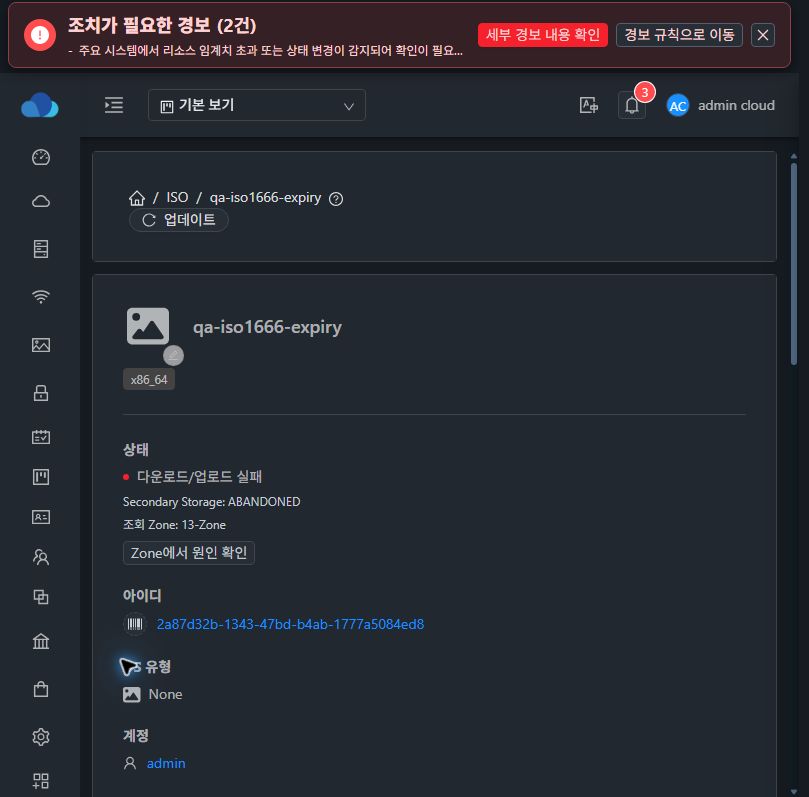 조치가 필요한 경보 (2건)
- 주요 시스템에서 리소스 임계치 초과 또는 상태 변경이 감지되어 확인이 필요...
세부 경보 내용 확인
경보 규칙으로 이동
기본 보기
3
AC
admin cloud
/ ISO / qa-iso1666-expiry
업데이트
qa-iso1666-expiry
x86_64
상태
다운로드/업로드 실패
Secondary Storage: ABANDONED
조회 Zone: 13-Zone
Zone에서 원인 확인
아이디
2a87d32b-1343-47bd-b4ab-1777a5084ed8
유형
None
계정
admin